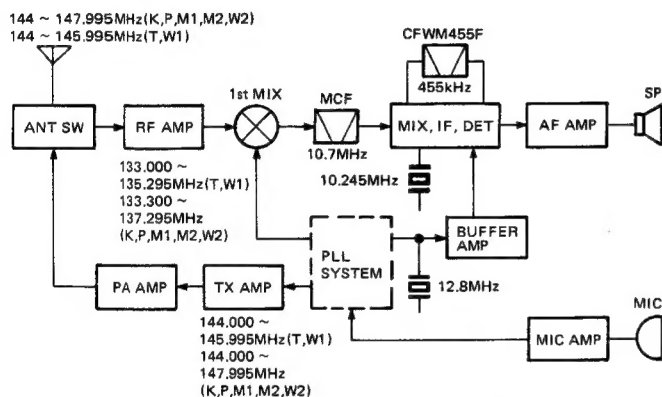 144 ~ 147.995MHz(K,P,M1,M2,W2)
144 ~ 145.995MHz(T,W1)
CFWM455F
455kHz
1st MIX
MCF
SP
ANT SW
RF AMP
MIX, IF, DET
AF AMP
10.7MHz
10.245MHz
133.000 ~
135.295MHz(T,W1)
133.300 ~
137.295MHz
(K,P,M1,M2,W2)
PLL
SYSTEM
BUFFER
AMP
12.8MHz
PA AMP
TX AMP
MIC
MIC AMP
144.000 ~
145.995MHz(T,W1)
144.000 ~
147.995MHz
(K,P,M1,M2,W2)